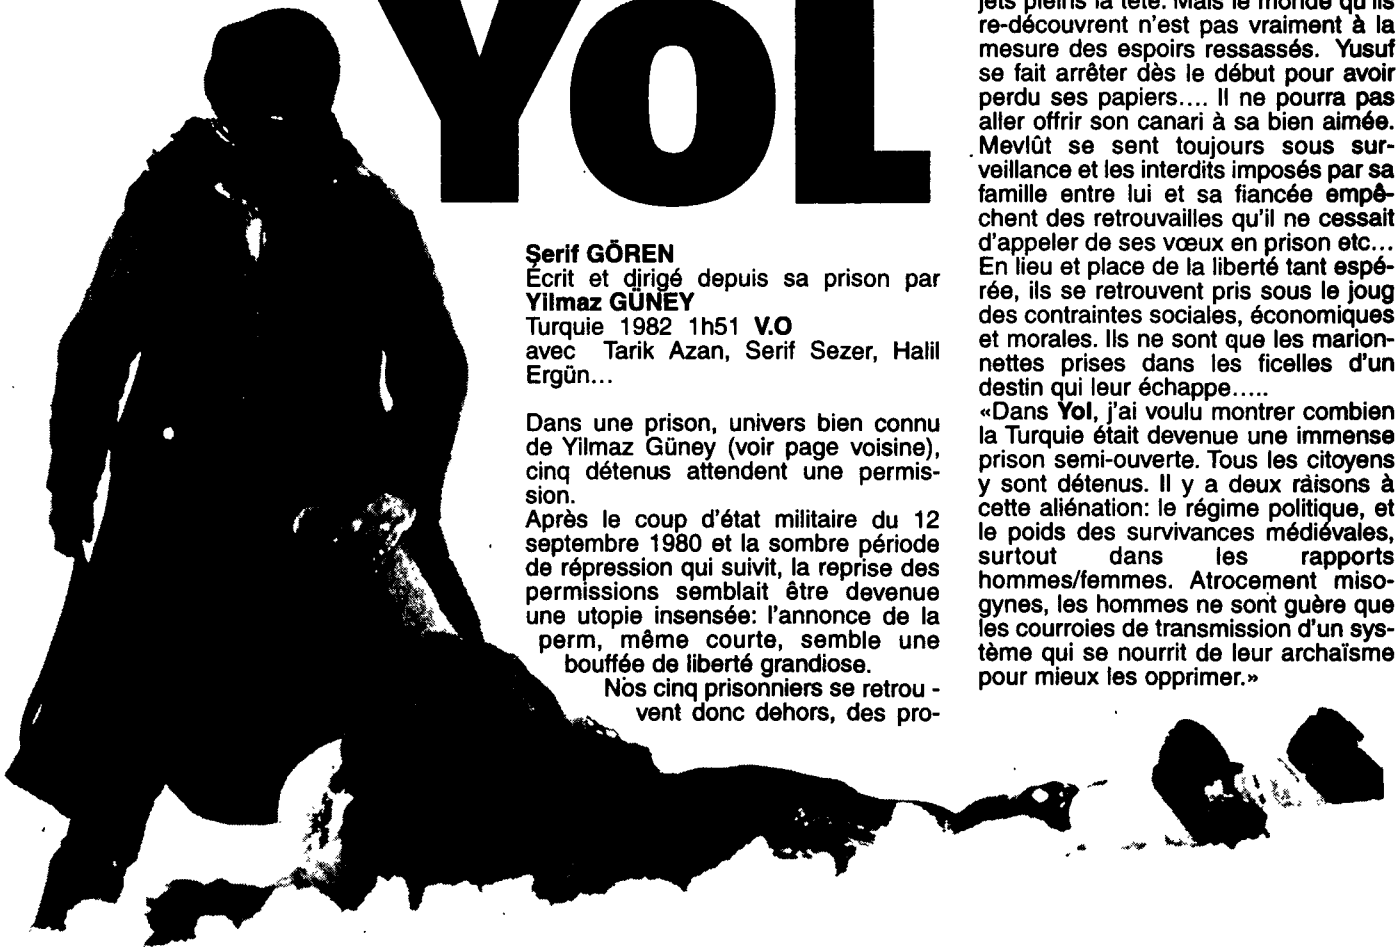 YOL
Şerif GÖREN
Écrit et dirigé depuis sa prison par
Yilmaz GÜNEY
Turquie 1982 1h51 V.O
avec Tarik Azan, Serif Sezer, Halil
Ergün...
Dans une prison, univers bien connu
de Yilmaz Güney (voir page voisine),
cinq détenus attendent une permis-
sion.
Après le coup d'état militaire du 12
septembre 1980 et la sombre période
de répression qui suivit, la reprise des
permissions semblait être devenue
une utopie insensée: l'annonce de la
perm, même courte, semble une
bouffée de liberté grandiose.
Nos cinq prisonniers se retrou -
vent donc dehors, des pro-
jets pleins la tête. Mais le monde qu'ils
re-découvrent n'est pas vraiment à la
mesure des espoirs ressassés. Yusuf
se fait arrêter dès le début pour avoir
perdu ses papiers.... Il ne pourra pas
aller offrir son canari à sa bien aimée.
Mevlût se sent toujours sous sur-
veillance et les interdits imposés par sa
famille entre lui et sa fiancée empê-
chent des retrouvailles qu'il ne cessait
d'appeler de ses vœux en prison etc...
En lieu et place de la liberté tant espé-
rée, ils se retrouvent pris sous le joug
des contraintes sociales, économiques
et morales. Ils ne sont que les marion-
nettes prises dans les ficelles d'un
destin qui leur échappe.....
«Dans Yol, j'ai voulu montrer combien
la Turquie était devenue une immense
prison semi-ouverte. Tous les citoyens
y sont détenus. Il y a deux raisons à
cette aliénation: le régime politique, et
le poids des survivances médiévales,
surtout dans les rapports
hommes/femmes. Atrocement miso-
gynes, les hommes ne sont guère que
les courroies de transmission d'un sys-
tème qui se nourrit de leur archaïsme
pour mieux les opprimer.»